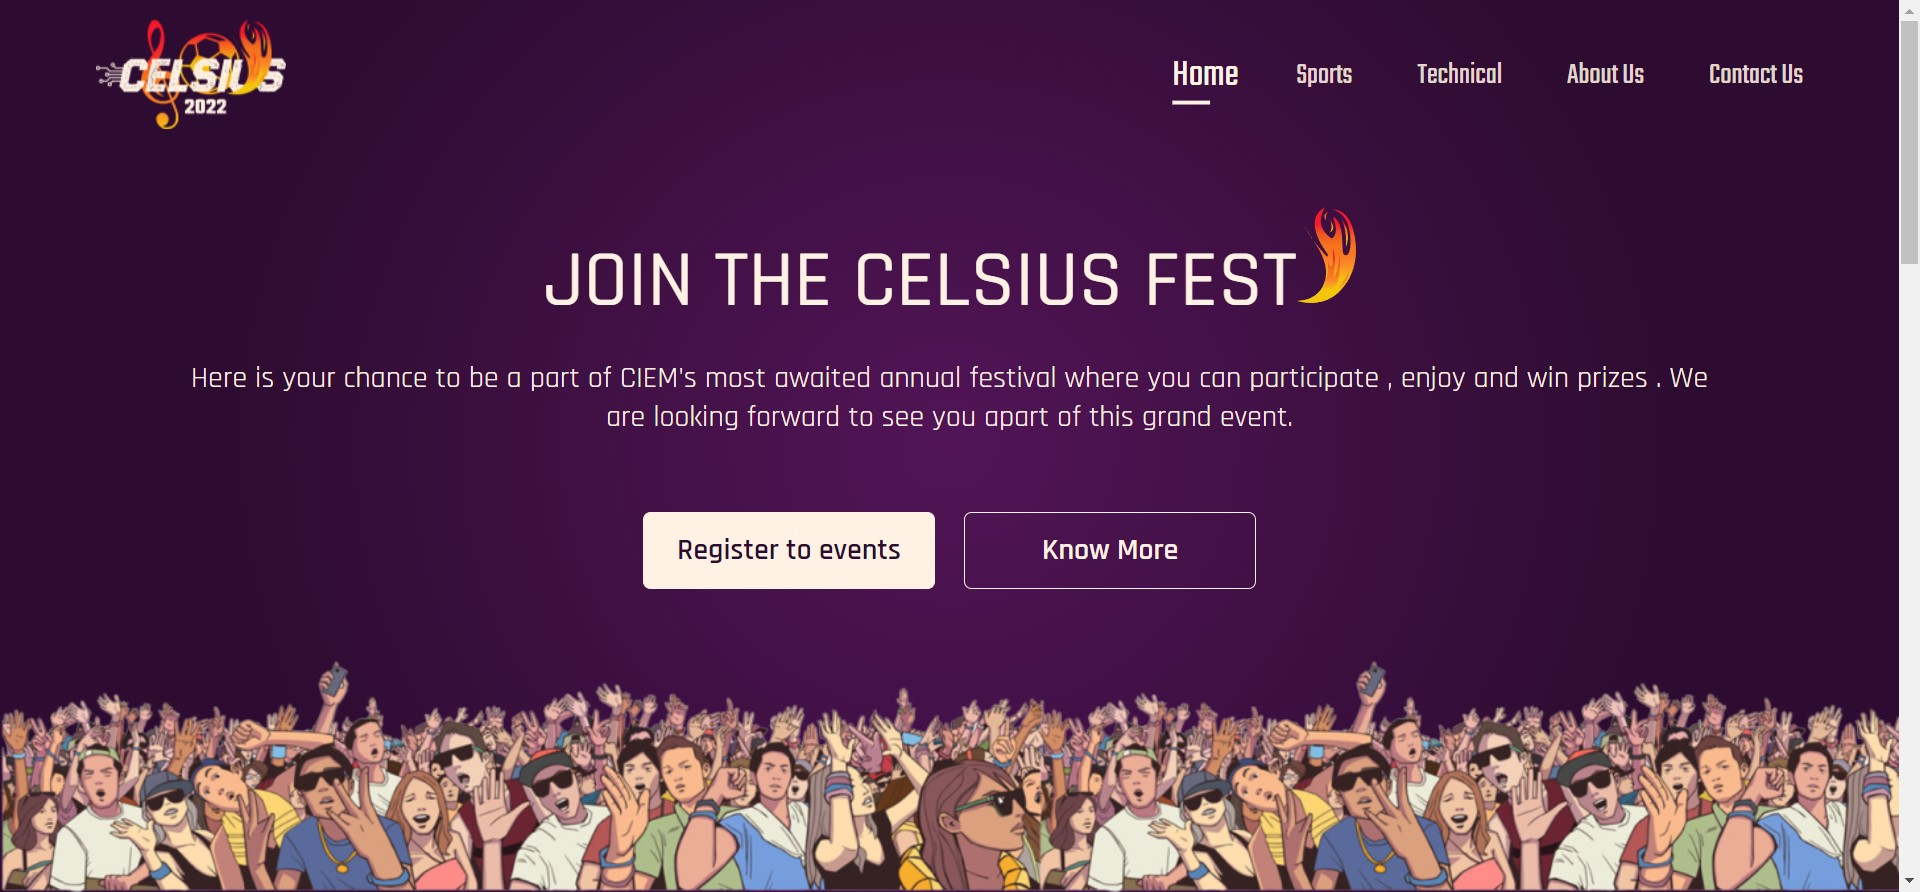 CELSIUS
2022
Home Sports Technical About Us Contact Us
JOIN THE CELSIUS FEST
Here is your chance to be a part of CIEM's most awaited annual festival where you can participate , enjoy and win prizes . We
are looking forward to see you apart of this grand event.
Register to events Know More